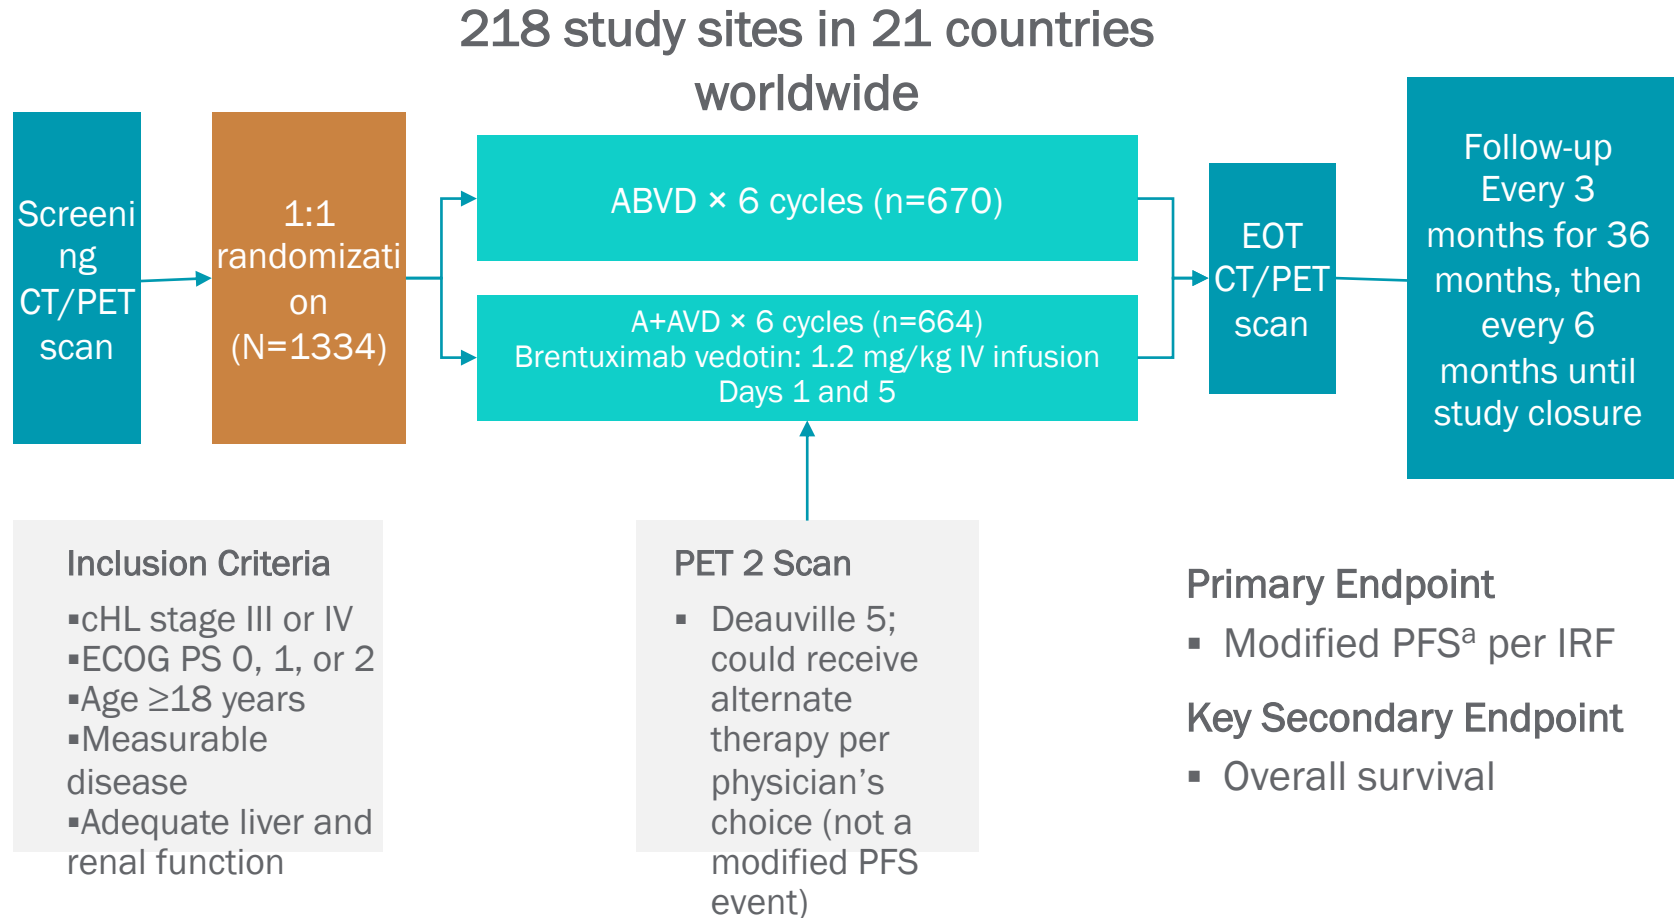 218 study sites in 21 countries
worldwide
Screeni
ng
CT/PET
scan
1:1
randomizati
on
(N=1334)
ABVD × 6 cycles (n=670)
A+AVD × 6 cycles (n=664)
Brentuximab vedotin: 1.2 mg/kg IV infusion
Days 1 and 5
EOT
CT/PET
scan
Follow-up
Every 3
months for 36
months, then
every 6
months until
study closure
Inclusion Criteria
▪cHL stage III or IV
▪ECOG PS 0, 1, or 2
▪Age ≥18 years
▪Measurable
disease
▪Adequate liver and
renal function
PET 2 Scan
▪ Deauville 5;
could receive
alternate
therapy per
physician’s
choice (not a
modified PFS
event)
Primary Endpoint
▪ Modified PFSᵃ per IRF
Key Secondary Endpoint
▪ Overall survival